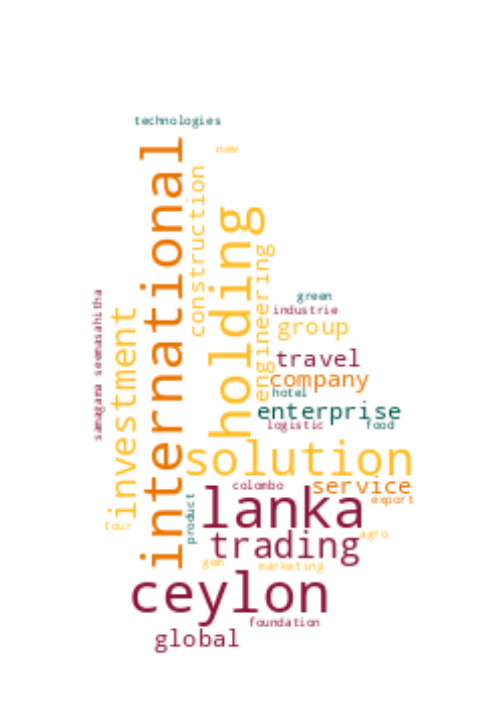 technologies
new
international
construction
holding
engineering
samagama seemasahitha
investment
green
industrie
group
travel
company
hotel
enterprise
logistic
food
solution
colombo
service
export
product
lanka
tour
trading
agro
gem
marketing
ceylon
foundation
global